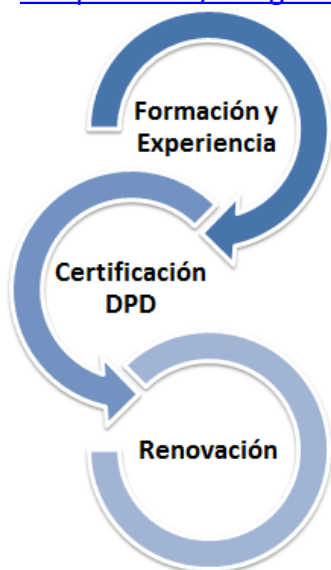 Formación y
Experiencia
Certificación
DPD
Renovación